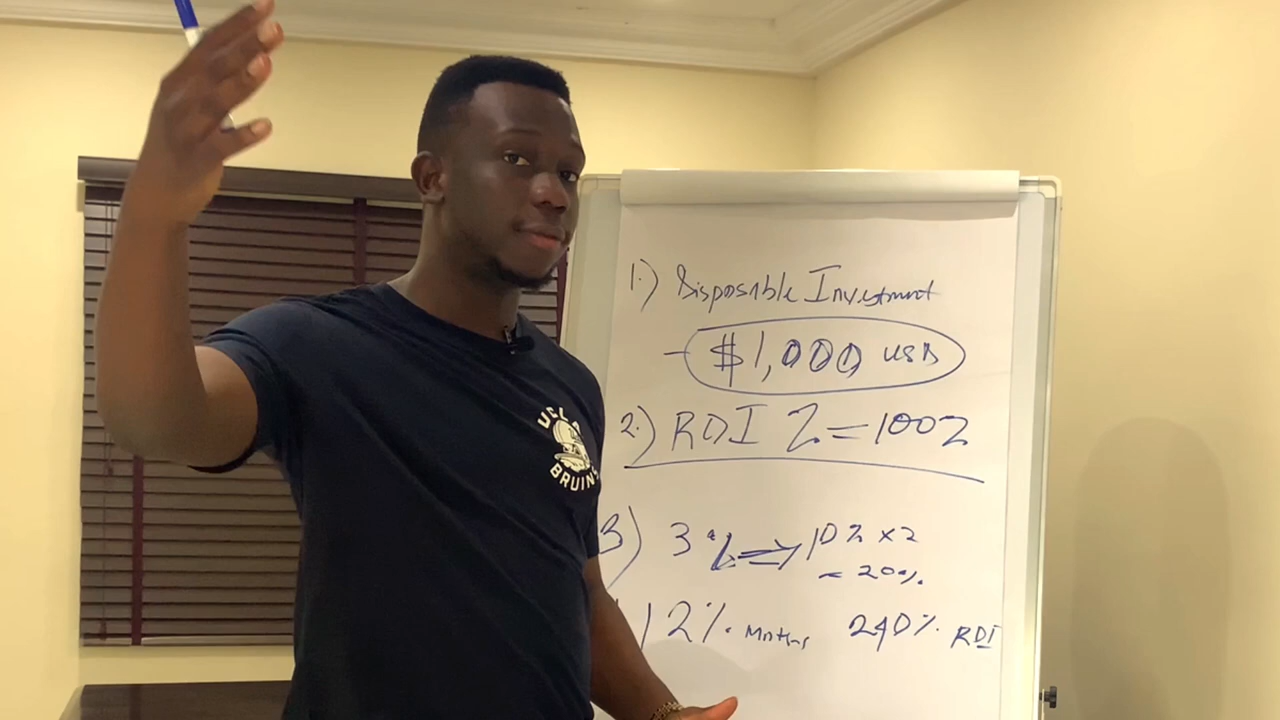 UCLA
BRUINS
1.) Disposable Investment
- $1,000 USD
2.) ROI % = 100%
3) 3% => 10% x2
= 20%.
12%. Months 240%. ROI